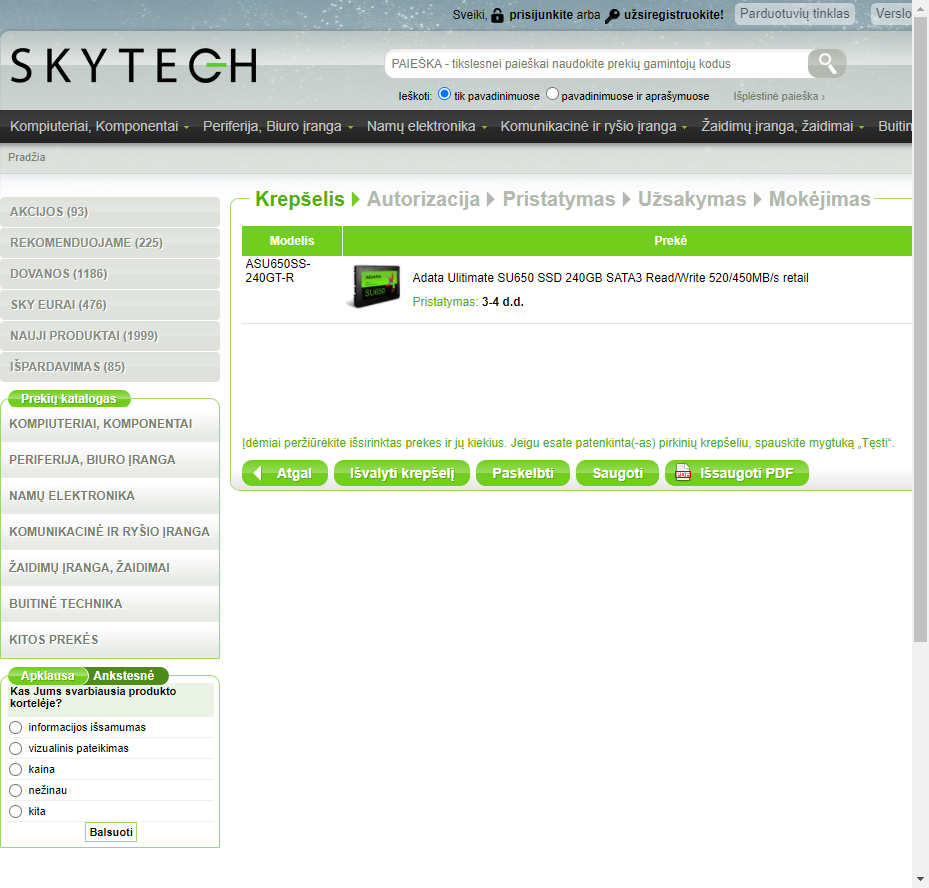 Sveiki, prisijunkite arba užsiregistruokite! Parduotuvių tinklas Verslo
SKYTECH
PAIEŠKA - tikslesnei paieškai naudokite prekių gamintojų kodus
Ieškoti: tik pavadinimuose pavadinimuose ir aprašymuose Išplėstinė paieška ›
Kompiuteriai, Komponentai Periferija, Biuro įranga Namų elektronika Komunikacinė ir ryšio įranga Žaidimų įranga, žaidimai Buitin
Pradžia
AKCIJOS (93)
REKOMENDUOJAME (225)
DOVANOS (1186)
SKY EURAI (476)
NAUJI PRODUKTAI (1999)
IŠPARDAVIMAS (85)
Prekių katalogas
KOMPIUTERIAI, KOMPONENTAI
PERIFERIJA, BIURO ĮRANGA
NAMŲ ELEKTRONIKA
KOMUNIKACINĖ IR RYŠIO ĮRANGA
ŽAIDIMŲ ĮRANGA, ŽAIDIMAI
BUITINĖ TECHNIKA
KITOS PREKĖS
Apklausa Ankstesnė
Kas Jums svarbiausia produkto
kortelėje?
informacijos išsamumas
vizualinis pateikimas
kaina
nežinau
kita
Balsuoti
Krepšelis Autorizacija Pristatymas Užsakymas Mokėjimas
Modelis Prekė
ASU650SS-
240GT-R
ADATA
SU650
Adata Ulitimate SU650 SSD 240GB SATA3 Read/Write 520/450MB/s retail
Pristatymas: 3-4 d.d.
Įdėmiai peržiūrėkite išsirinktas prekes ir jų kiekius. Jeigu esate patenkinta(-as) pirkinių krepšeliu, spauskite mygtuką „Tęsti“.
Atgal Išvalyti krepšelį Paskelbti Saugoti PDF Išsaugoti PDF